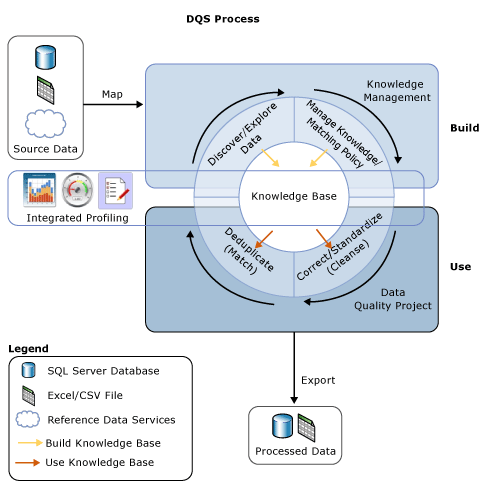 DQS Process
Source Data
Map
Knowledge
Management
Build
Discover/Explore
Data
Manage Knowledge/
Matching Policy
Integrated Profiling
Knowledge Base
Deduplicate
(Match)
Correct/Standardize
(Cleanse)
Use
Data
Quality Project
Export
Processed Data
Legend
SQL Server Database
Excel/CSV File
Reference Data Services
Build Knowledge Base
Use Knowledge Base